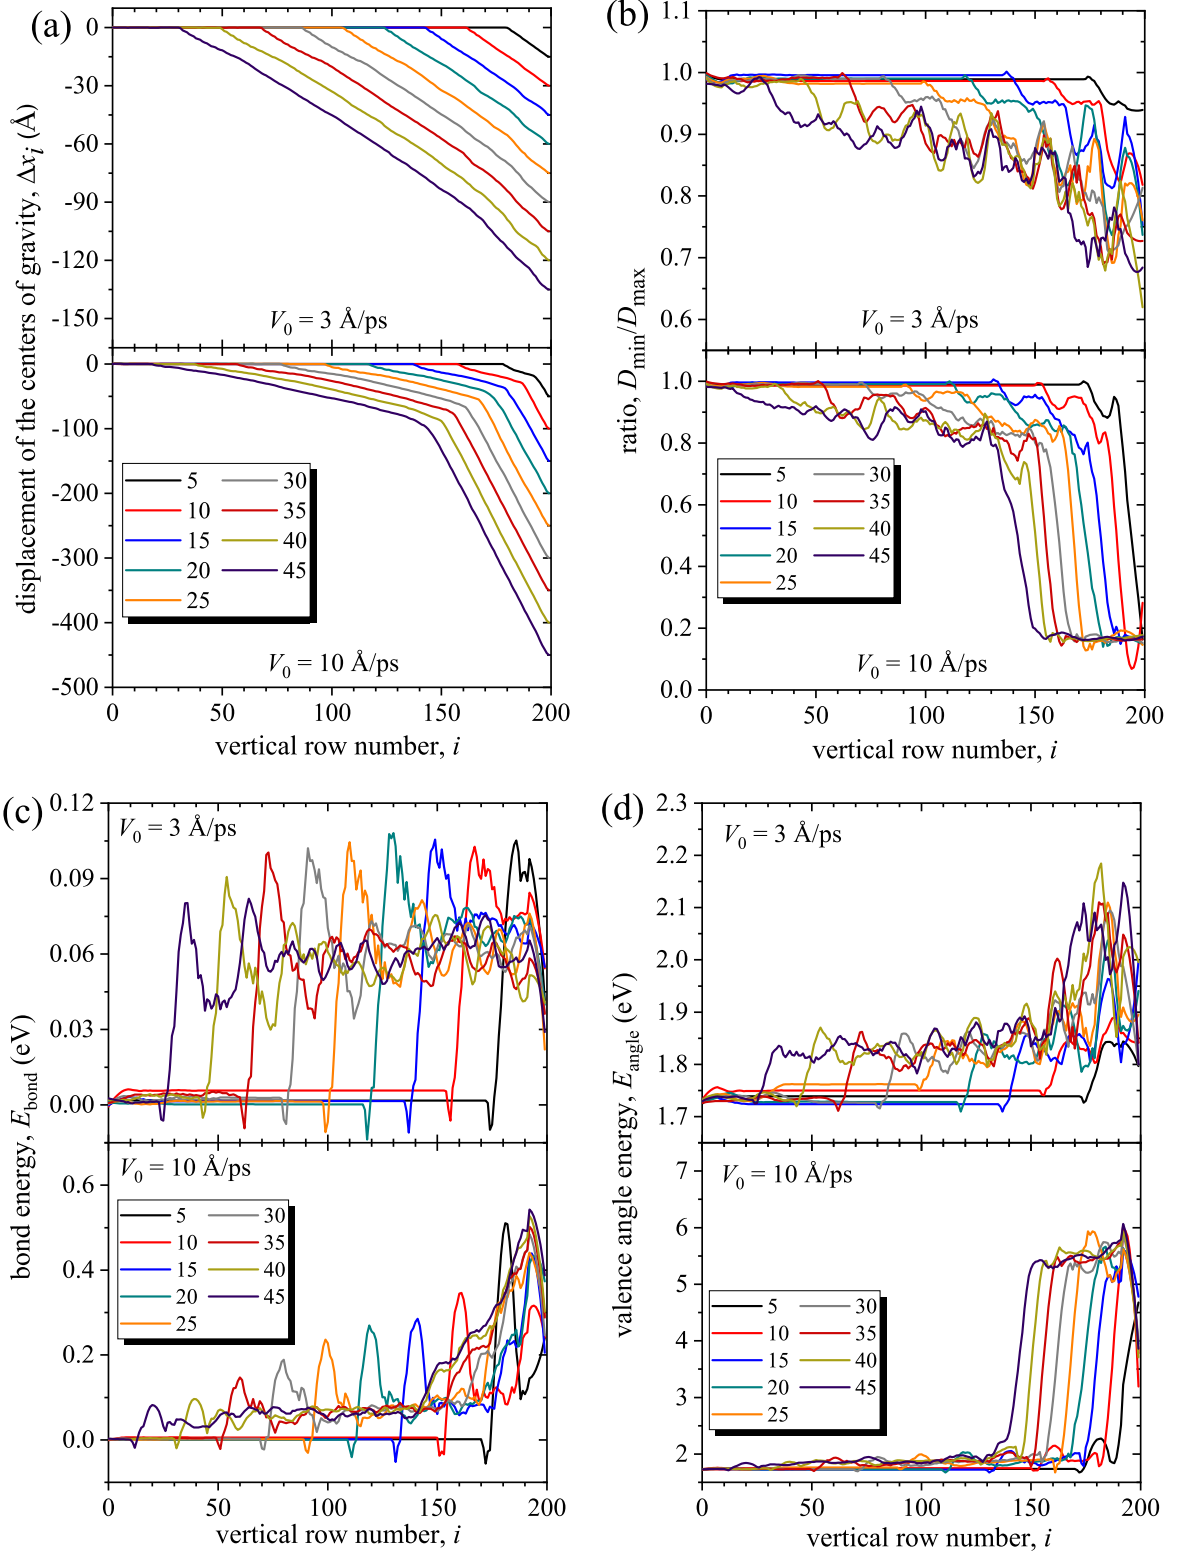 (a)
displacement of the centers of gravity, Δx_i (Å)
0
-30
-60
-90
-120
-150
V_0 = 3 Å/ps
0
-100
-200
-300
-400
-500
5 30
10 35
15 40
20 45
25
V_0 = 10 Å/ps
0 50 100 150 200
vertical row number, i
(b)
ratio, D_min/D_max
1.1
1.0
0.9
0.8
0.7
0.6
V_0 = 3 Å/ps
1.0
0.8
0.6
0.4
0.2
0.0
5 30
10 35
15 40
20 45
25
V_0 = 10 Å/ps
0 50 100 150 200
vertical row number, i
(c)
bond energy, E_bond (eV)
0.12
0.09
0.06
0.03
0.00
V_0 = 3 Å/ps
V_0 = 10 Å/ps
0.6
0.4
0.2
0.0
5 30
10 35
15 40
20 45
25
0 50 100 150 200
vertical row number, i
(d)
valence angle energy, E_angle (eV)
2.3
2.2
2.1
2.0
1.9
1.8
1.7
V_0 = 3 Å/ps
V_0 = 10 Å/ps
7
6
5
4
3
2
5 30
10 35
15 40
20 45
25
0 50 100 150 200
vertical row number, i